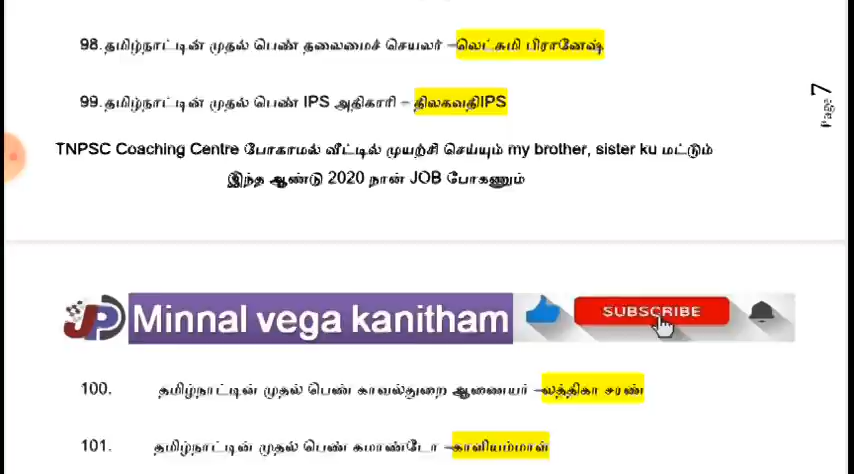 98.தமிழ்நாட்டின் முதல் பெண் தலைமைச் செயலர் –லெட்சுமி பிரானேஷ்
99.தமிழ்நாட்டின் முதல் பெண் IPS அதிகாரி – திலகவதிIPS
Page 7
TNPSC Coaching Centre போகாமல் வீட்டில் முயற்சி செய்யும் my brother, sister ku மட்டும்
இந்த ஆண்டு 2020 நான் JOB போகணும்
JP Minnal vega kanitham SUBSCRIBE
100. தமிழ்நாட்டின் முதல் பெண் காவல்துறை ஆணையர் –லத்திகா சரண்
101. தமிழ்நாட்டின் முதல் பெண் கமாண்டோ –காளியம்மாள்